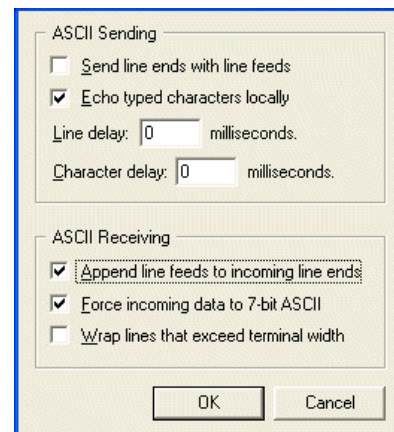 ASCII Sending
Send line ends with line feeds
Echo typed characters locally
Line delay: 0 milliseconds.
Character delay: 0 milliseconds.
ASCII Receiving
Append line feeds to incoming line ends
Force incoming data to 7-bit ASCII
Wrap lines that exceed terminal width
OK Cancel